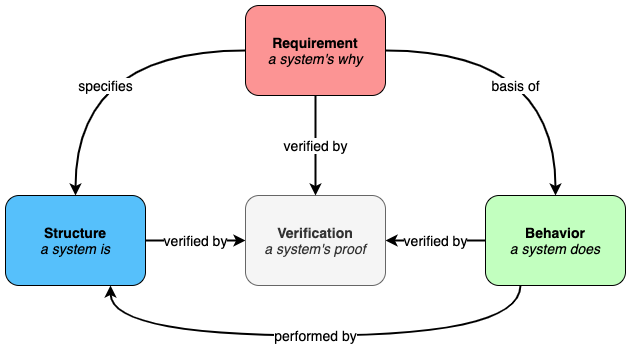 Requirement
a system's why
specifies
basis of
verified by
Structure
a system is
verified by
Verification
a system's proof
verified by
Behavior
a system does
performed by